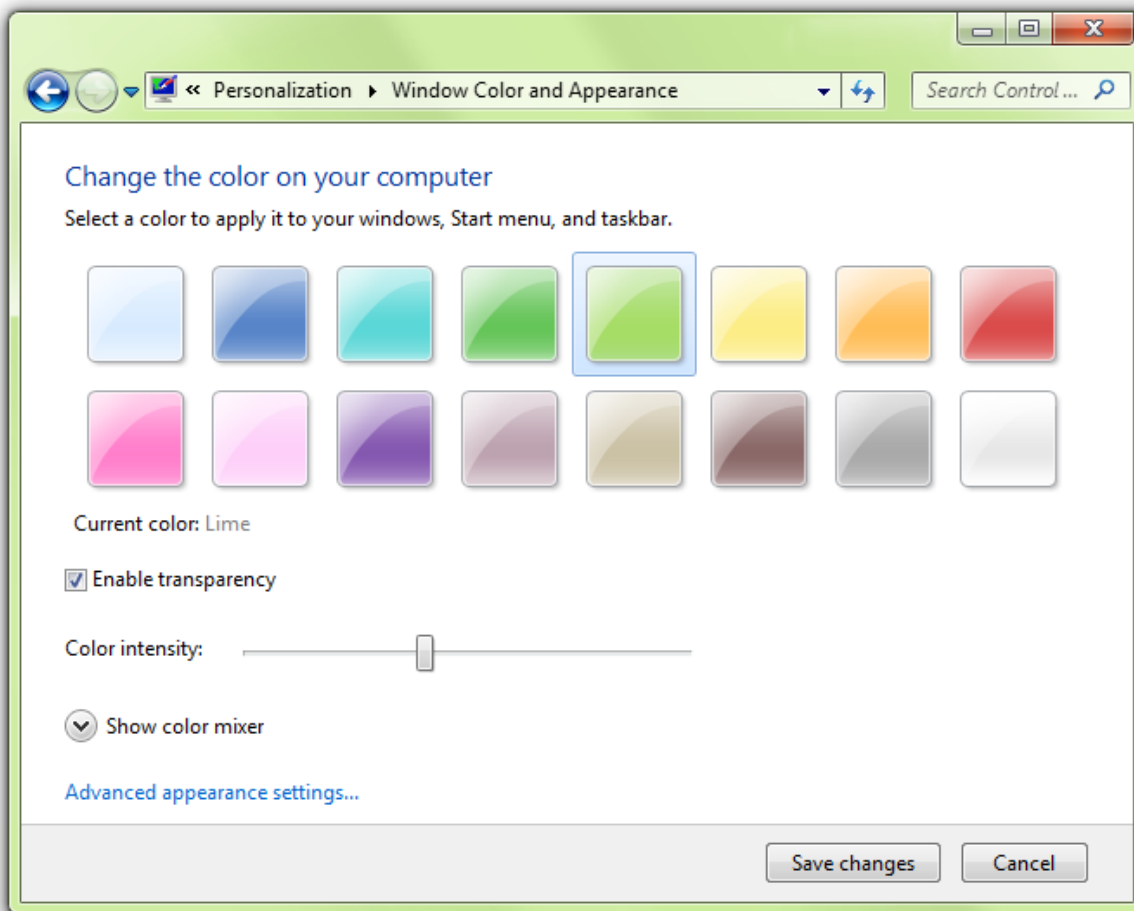 « Personalization ▸ Window Color and Appearance
Search Control ...
Change the color on your computer
Select a color to apply it to your windows, Start menu, and taskbar.
Current color: Lime
Enable transparency
Color intensity:
Show color mixer
Advanced appearance settings...
Save changes
Cancel